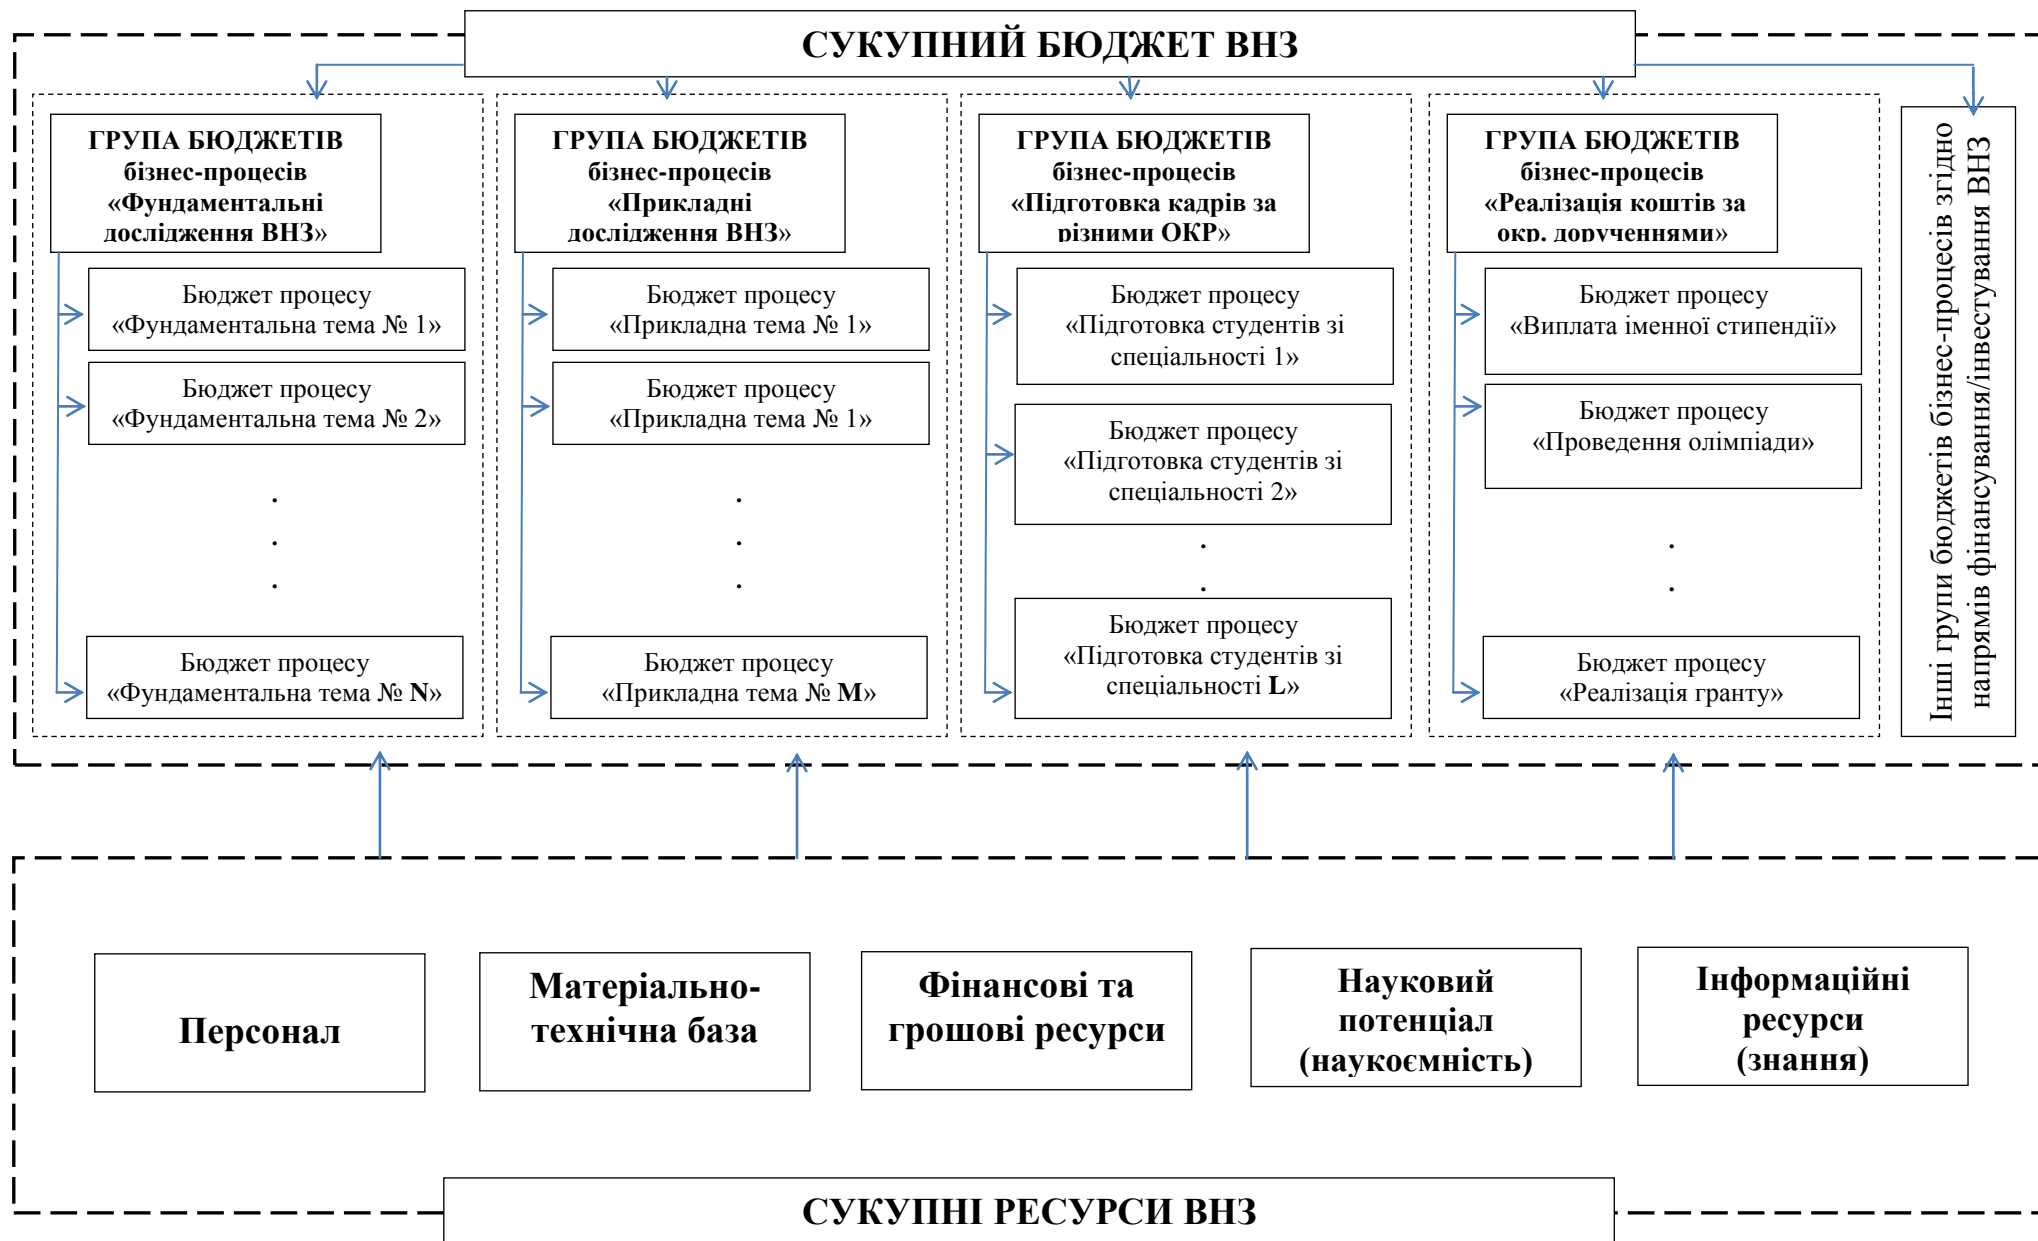 СУКУПНИЙ БЮДЖЕТ ВНЗ
ГРУПА БЮДЖЕТІВ
бізнес-процесів
«Фундаментальні
дослідження ВНЗ»
Бюджет процесу
«Фундаментальна тема № 1»
Бюджет процесу
«Фундаментальна тема № 2»
.
.
.
Бюджет процесу
«Фундаментальна тема № N»
ГРУПА БЮДЖЕТІВ
бізнес-процесів
«Прикладні
дослідження ВНЗ»
Бюджет процесу
«Прикладна тема № 1»
Бюджет процесу
«Прикладна тема № 1»
.
.
.
Бюджет процесу
«Прикладна тема № M»
ГРУПА БЮДЖЕТІВ
бізнес-процесів
«Підготовка кадрів за
різними ОКР»
Бюджет процесу
«Підготовка студентів зі
спеціальності 1»
Бюджет процесу
«Підготовка студентів зі
спеціальності 2»
.
.
Бюджет процесу
«Підготовка студентів зі
спеціальності L»
ГРУПА БЮДЖЕТІВ
бізнес-процесів
«Реалізація коштів за
окр. дорученнями»
Бюджет процесу
«Виплата іменної стипендії»
Бюджет процесу
«Проведення олімпіади»
.
.
Бюджет процесу
«Реалізація гранту»
Інші групи бюджетів бізнес-процесів згідно
напрямів фінансування/інвестування ВНЗ
Персонал
Матеріально-
технічна база
Фінансові та
грошові ресурси
Науковий
потенціал
(наукоємність)
Інформаційні
ресурси
(знання)
СУКУПНІ РЕСУРСИ ВНЗ